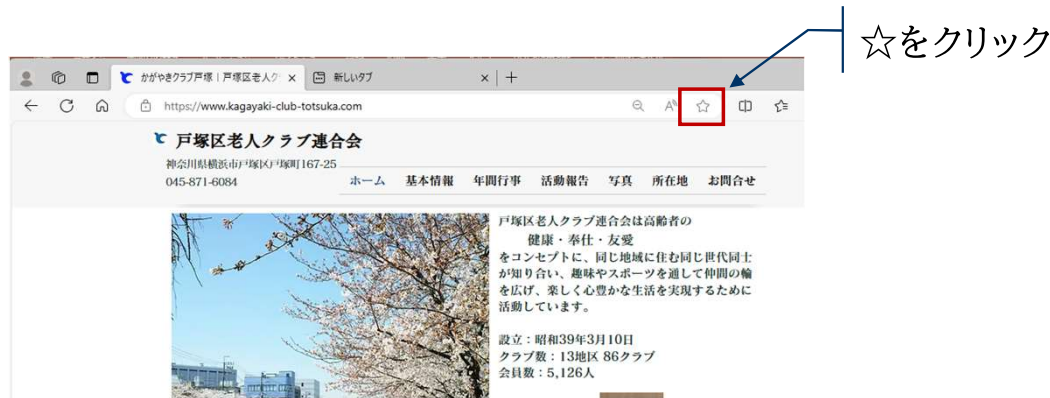 ☆をクリック
かがやきクラブ戸塚｜戸塚区老人ク
新しいタブ
https://www.kagayaki-club-totsuka.com
戸塚区老人クラブ連合会
神奈川県横浜市戸塚区戸塚町167-25
045-871-6084
ホーム 基本情報 年間行事 活動報告 写真 所在地 お問合せ
戸塚区老人クラブ連合会は高齢者の
健康・奉仕・友愛
をコンセプトに、同じ地域に住む同じ世代同士
が知り合い、趣味やスポーツを通して仲間の輪
を広げ、楽しく心豊かな生活を実現するために
活動しています。
設立：昭和39年3月10日
クラブ数：13地区 86クラブ
会員数：5,126人